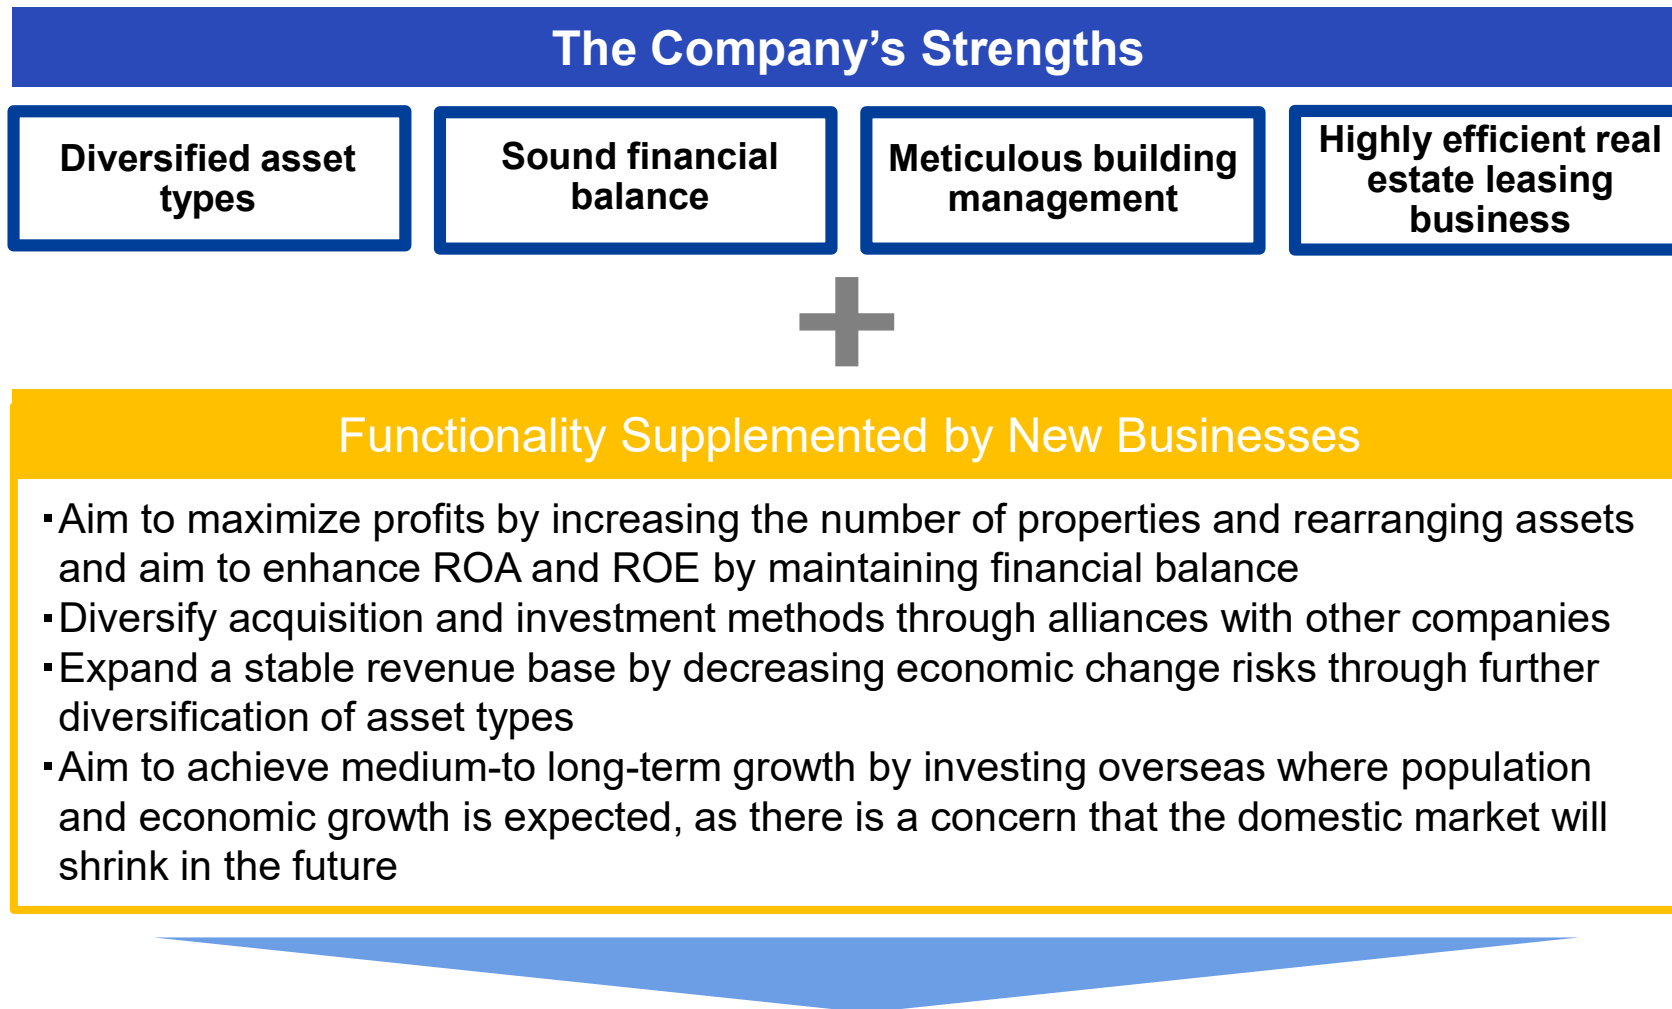 The Company’s Strengths
Diversified asset
types
Sound financial
balance
Meticulous building
management
Highly efficient real
estate leasing
business
Functionality Supplemented by New Businesses
▪Aim to maximize profits by increasing the number of properties and rearranging assets
and aim to enhance ROA and ROE by maintaining financial balance
▪Diversify acquisition and investment methods through alliances with other companies
▪Expand a stable revenue base by decreasing economic change risks through further
diversification of asset types
▪Aim to achieve medium-to long-term growth by investing overseas where population
and economic growth is expected, as there is a concern that the domestic market will
shrink in the future